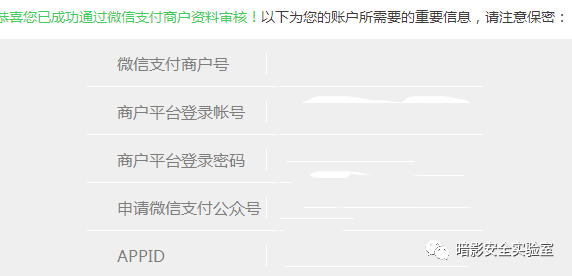 恭喜您已成功通过微信支付商户资料审核！以下为您的账户所需要的重要信息，请注意保密：
微信支付商户号
商户平台登录帐号
商户平台登录密码
申请微信支付公众号
APPID
暗影安全实验室